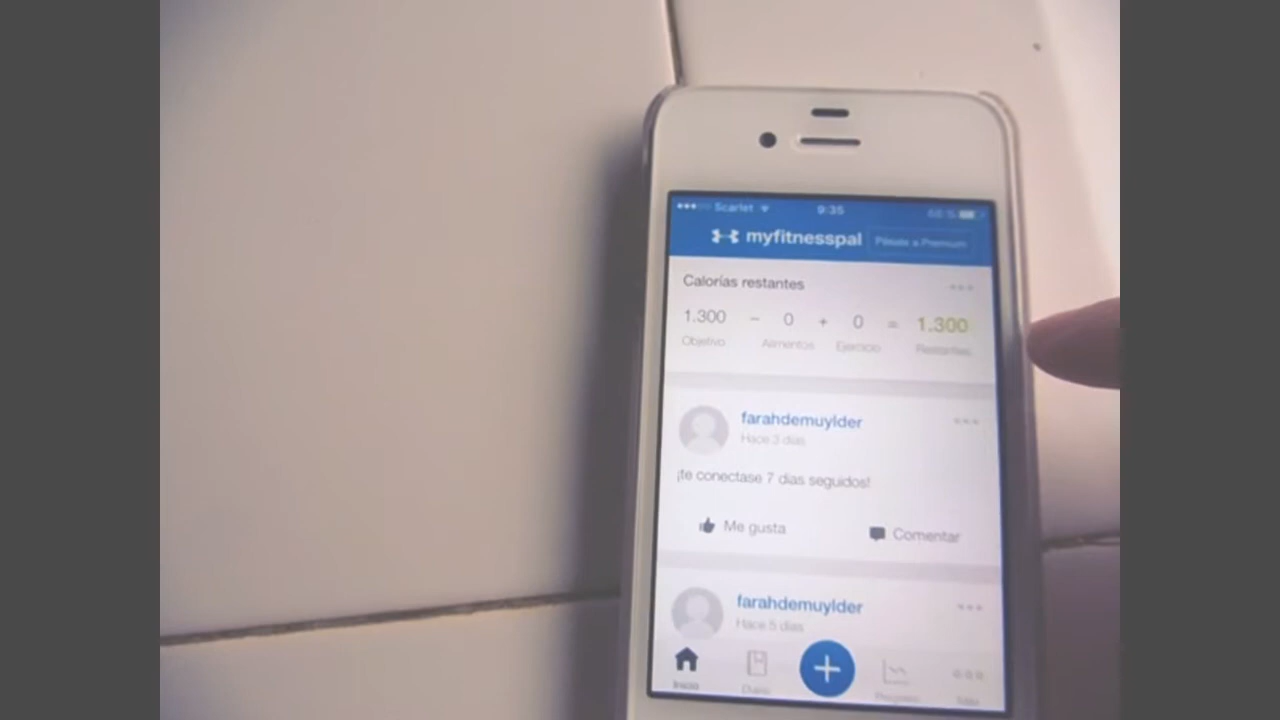 Scarlet 9:35
myfitnesspal Pásate a Premium
Calorías restantes
1.300 - 0 + 0 = 1.300
Objetivo Alimentos Ejercicio Restantes
farahdemuylder
Hace 3 días
¡te conectase 7 días seguidos!
Me gusta Comentar
farahdemuylder
Hace 5 días
Inicio Diario Progreso Más